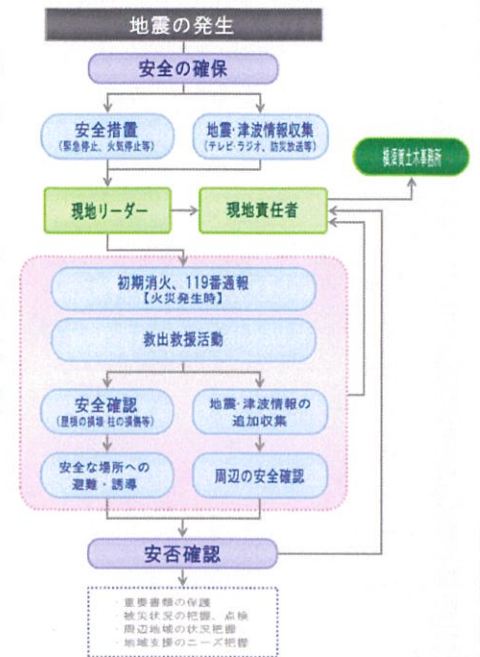 地震の発生
安全の確保
安全措置
(緊急停止、火気停止等)
地震・津波情報収集
(テレビ・ラジオ、防災放送等)
横須賀土木事務所
現地リーダー
現地責任者
初期消火、119番通報
【火災発生時】
救出救援活動
安全確認
(屋根の損壊・柱の損傷等)
地震・津波情報の
追加収集
安全な場所への
避難・誘導
周辺の安全確認
安否確認
・重要書類の保護
・被災状況の把握、点検
・周辺地域の状況把握
・地域支援のニーズ把握